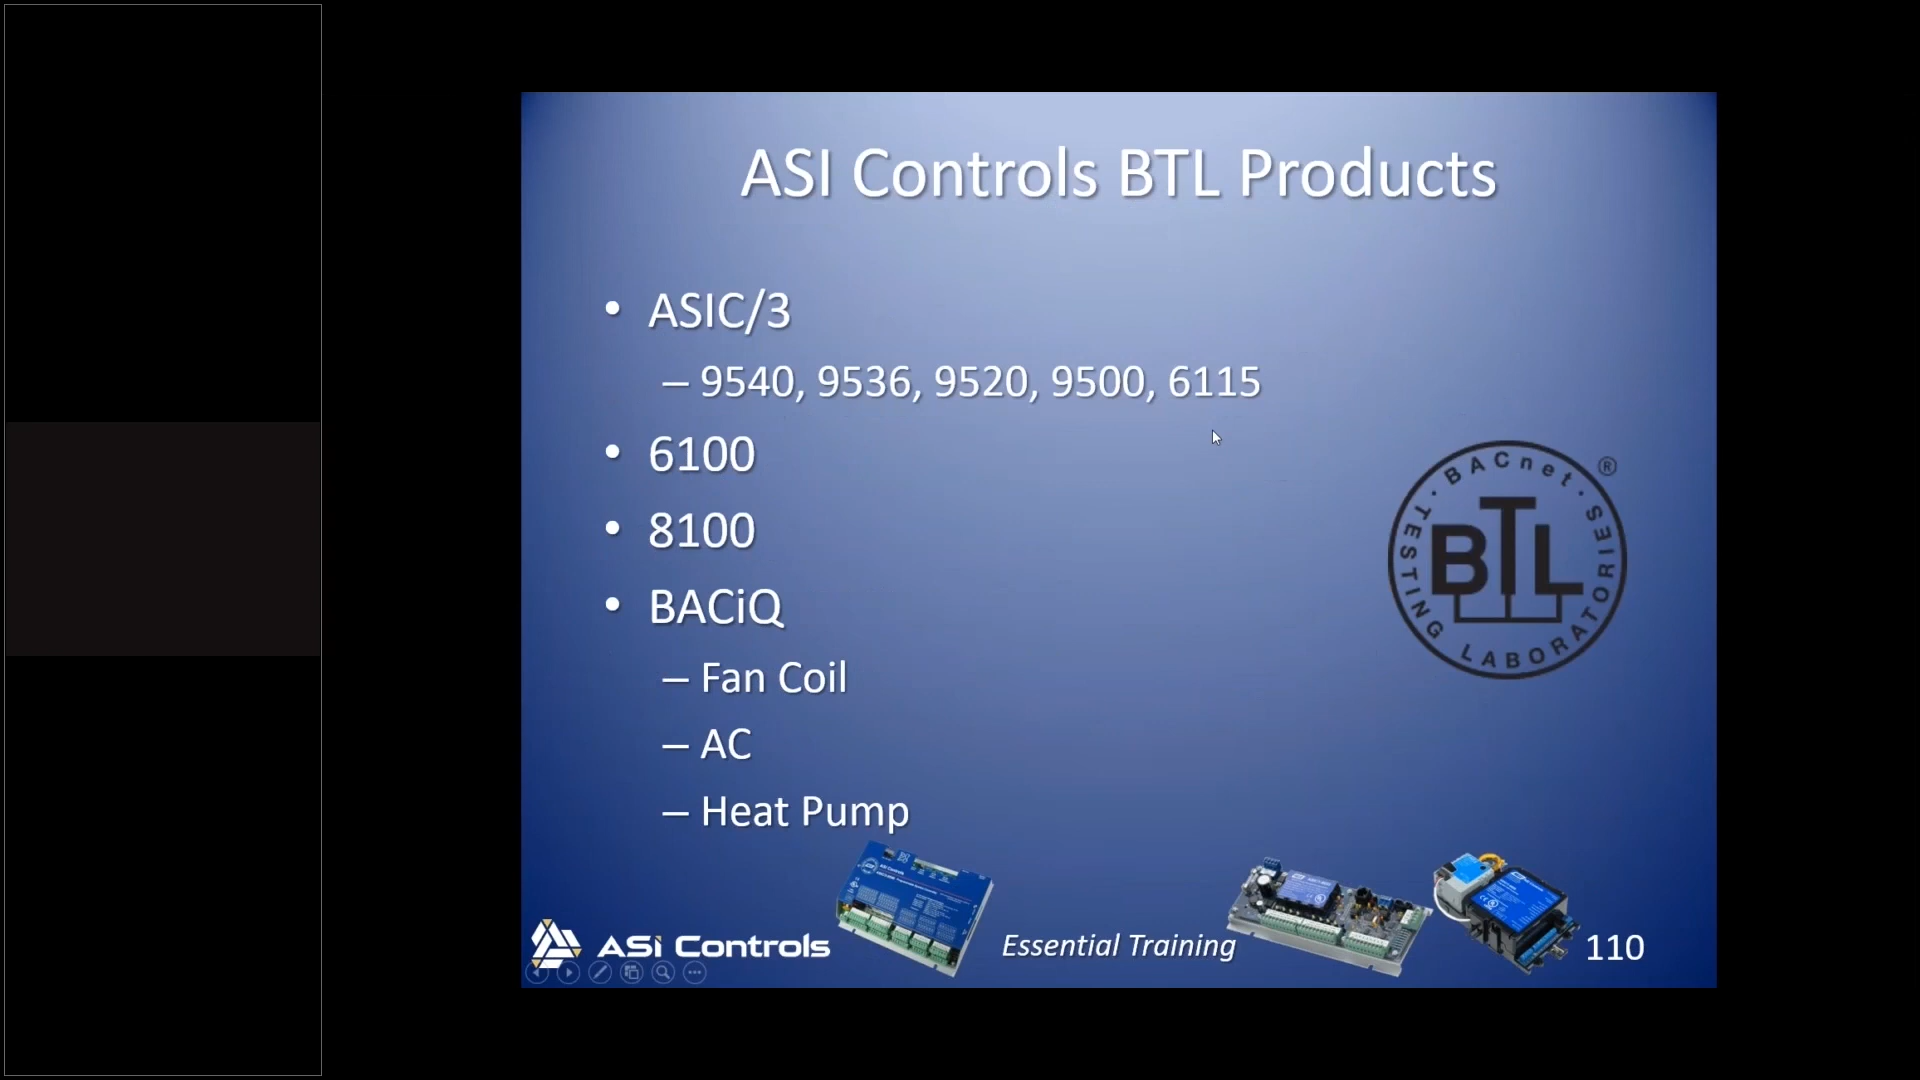 ASI Controls BTL Products
• ASIC/3
– 9540, 9536, 9520, 9500, 6115
• 6100
• 8100
• BACiQ
– Fan Coil
– AC
– Heat Pump
· BACnet · ®
BTL
TESTING LABORATORIES
ASi Controls
Essential Training
110